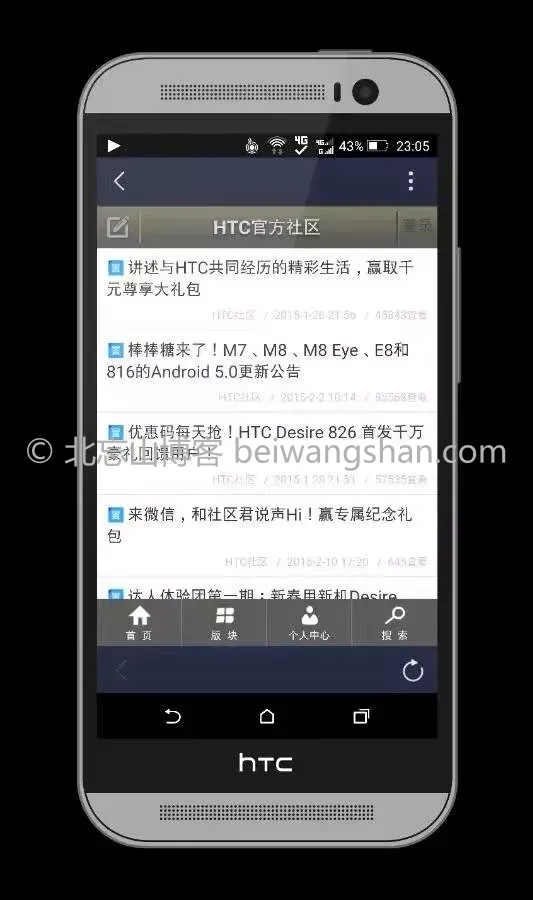 43% 23:05
HTC官方社区
登录
置 讲述与HTC共同经历的精彩生活，赢取千
元尊享大礼包
HTC社区 / 2015-1-26 21:56 / 45843查看
置 棒棒糖来了！M7、M8、M8 Eye、E8和
816的Android 5.0更新公告
HTC社区 / 2015-2-2 10:14 / 95568查看
置 优惠码每天抢！HTC Desire 826 首发千万
豪礼回馈用户
© 北忘山博客 beiwangshan.com
HTC社区 / 2015-1-28 21:51 / 57535查看
置 来微信，和社区君说声Hi！赢专属纪念礼
包
HTC社区 / 2015-2-10 17:20 / 645查看
置 达人体验团第一期：新春用新机Desire
首 页 版 块 个人中心 搜 索
hTC